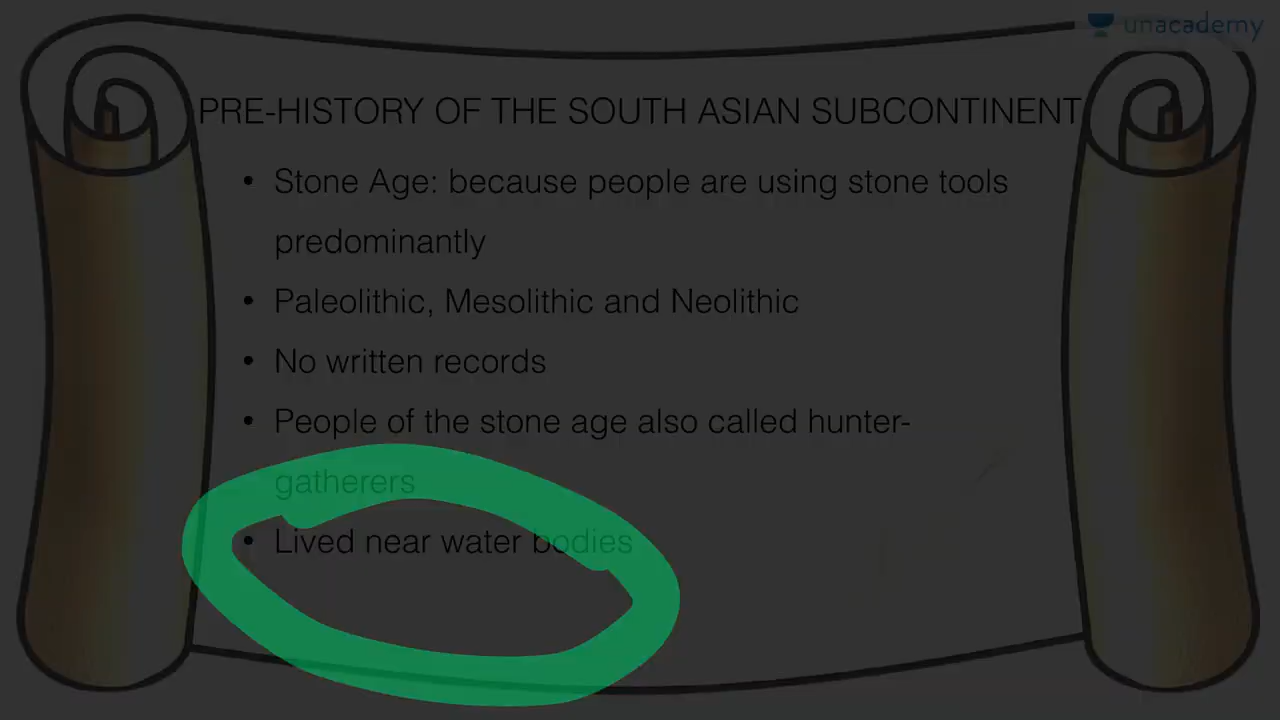 unacademy
PRE-HISTORY OF THE SOUTH ASIAN SUBCONTINENT
• Stone Age: because people are using stone tools
predominantly
• Paleolithic, Mesolithic and Neolithic
• No written records
• People of the stone age also called hunter-
gatherers
• Lived near water bodies